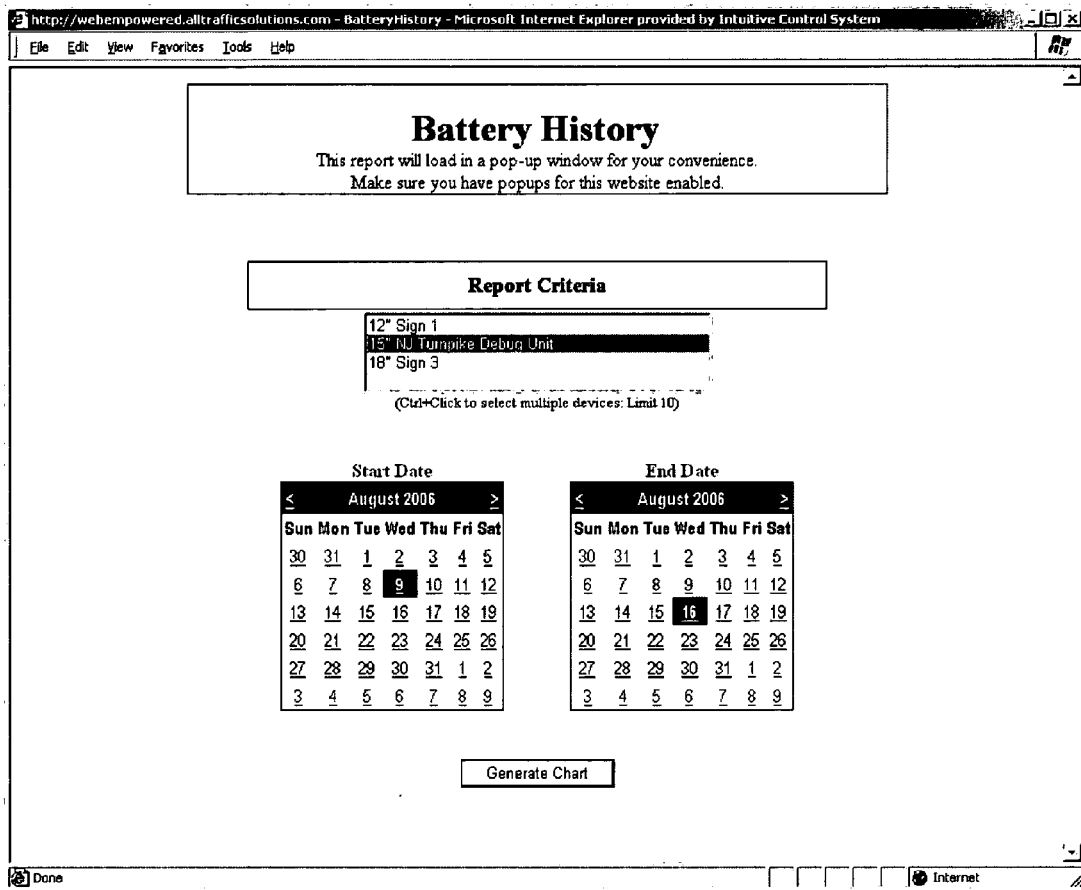 http://webempowered.alltrafficsolutions.com - BatteryHistory - Microsoft Internet Explorer provided by Intuitive Control System
File Edit View Favorites Tools Help
Battery History
This report will load in a pop-up window for your convenience.
Make sure you have popups for this website enabled.
Report Criteria
12" Sign 1
15" NJ Turnpike Debug Unit
18" Sign 3
(Ctrl+Click to select multiple devices: Limit 10)
Start Date End Date
< August 2006 > < August 2006 >
Sun Mon Tue Wed Thu Fri Sat Sun Mon Tue Wed Thu Fri Sat
30 31 1 2 3 4 5 30 31 1 2 3 4 5
6 7 8 9 10 11 12 6 7 8 9 10 11 12
13 14 15 16 17 18 19 13 14 15 16 17 18 19
20 21 22 23 24 25 26 20 21 22 23 24 25 26
27 28 29 30 31 1 2 27 28 29 30 31 1 2
3 4 5 6 7 8 9 3 4 5 6 7 8 9
Generate Chart
Done Internet